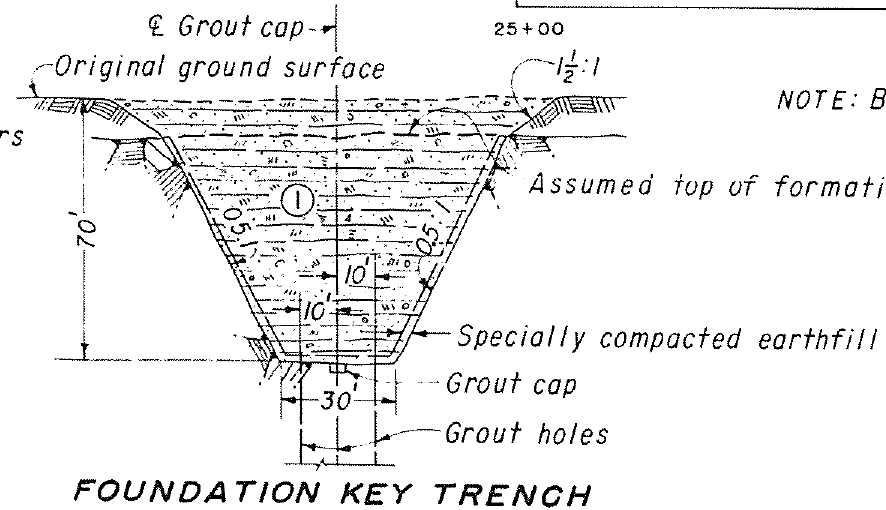 ℄ Grout cap
25+00
Original ground surface
1½:1
NOTE: B
rs
Assumed top of formati
1
0.5:1
0.5:1
70'
10'
10'
Specially compacted earthfill
Grout cap
30'
Grout holes
FOUNDATION KEY TRENCH